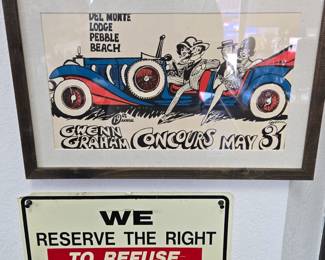 DEL MONTE
LODGE
PEBBLE
BEACH
GWENN
GRAHAM
CONCOURS MAY 31
WE
RESERVE THE RIGHT
TO REFUSE